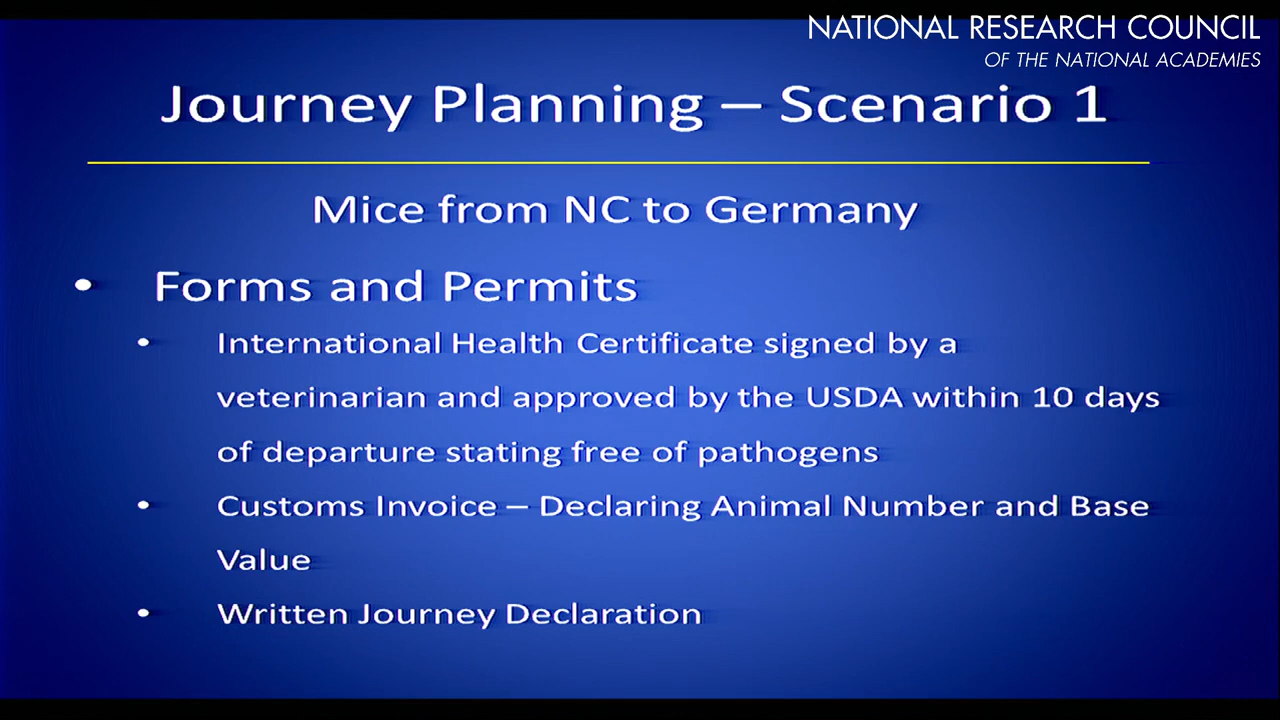 NATIONAL RESEARCH COUNCIL
OF THE NATIONAL ACADEMIES
Journey Planning – Scenario 1
Mice from NC to Germany
• Forms and Permits
• International Health Certificate signed by a
veterinarian and approved by the USDA within 10 days
of departure stating free of pathogens
• Customs Invoice – Declaring Animal Number and Base
Value
• Written Journey Declaration